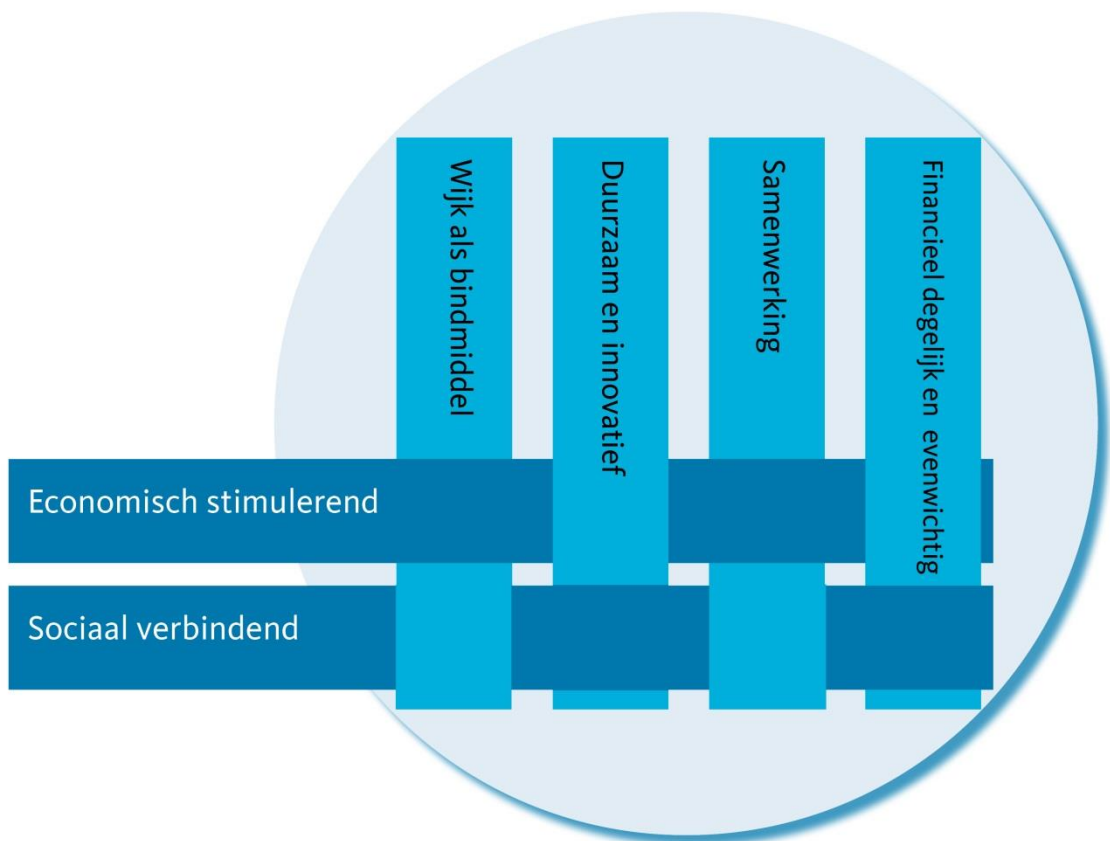 Wijk als bindmiddel
Duurzaam en innovatief
Samenwerking
Financieel degelijk en evenwichtig
Economisch stimulerend
Sociaal verbindend